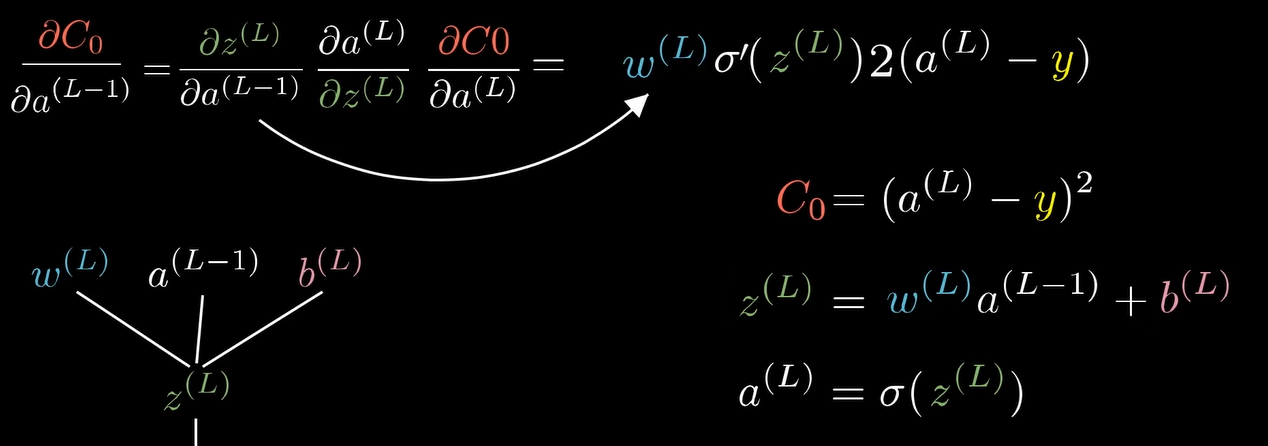 ∂C₀/∂a^(L−1) = ∂z^(L)/∂a^(L−1) ∂a^(L)/∂z^(L) ∂C0/∂a^(L) = w^(L) σ′(z^(L)) 2(a^(L) − y)
C₀ = (a^(L) − y)²
w^(L) a^(L−1) b^(L)
z^(L) = w^(L) a^(L−1) + b^(L)
z^(L)
a^(L) = σ(z^(L))